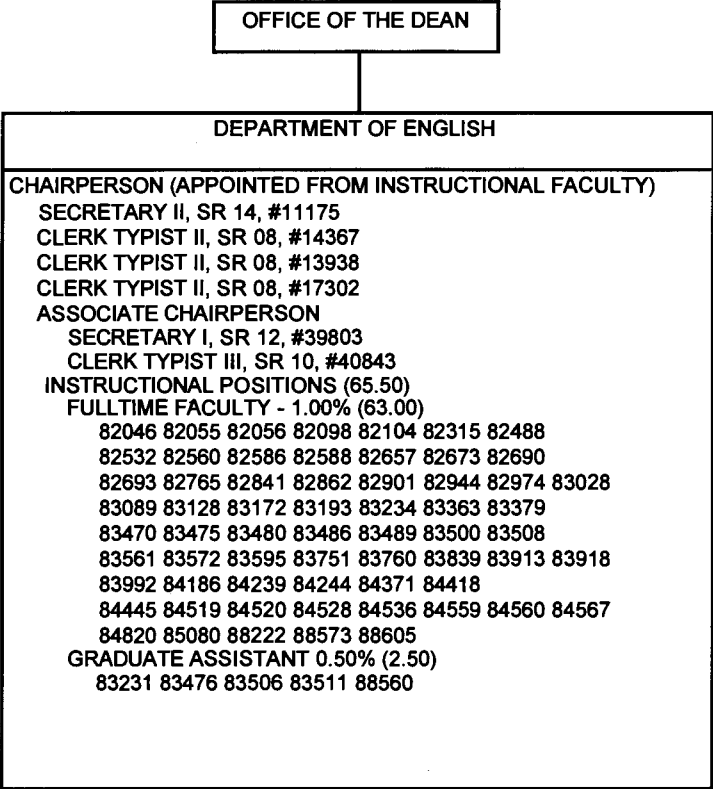 OFFICE OF THE DEAN
DEPARTMENT OF ENGLISH
CHAIRPERSON (APPOINTED FROM INSTRUCTIONAL FACULTY)
SECRETARY II, SR 14, #11175
CLERK TYPIST II, SR 08, #14367
CLERK TYPIST II, SR 08, #13938
CLERK TYPIST II, SR 08, #17302
ASSOCIATE CHAIRPERSON
SECRETARY I, SR 12, #39803
CLERK TYPIST III, SR 10, #40843
INSTRUCTIONAL POSITIONS (65.50)
FULLTIME FACULTY - 1.00% (63.00)
82046 82055 82056 82098 82104 82315 82488
82532 82560 82586 82588 82657 82673 82690
82693 82765 82841 82862 82901 82944 82974 83028
83089 83128 83172 83193 83234 83363 83379
83470 83475 83480 83486 83489 83500 83508
83561 83572 83595 83751 83760 83839 83913 83918
83992 84186 84239 84244 84371 84418
84445 84519 84520 84528 84536 84559 84560 84567
84820 85080 88222 88573 88605
GRADUATE ASSISTANT 0.50% (2.50)
83231 83476 83506 83511 88560